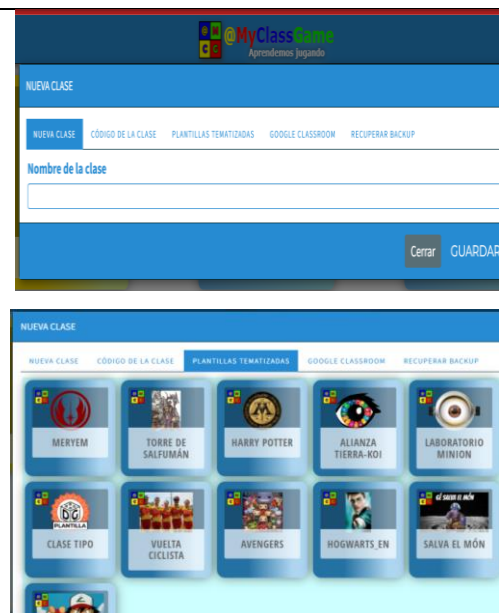 @MyClassGame
Aprendemos jugando
NUEVA CLASE
NUEVA CLASE CÓDIGO DE LA CLASE PLANTILLAS TEMATIZADAS GOOGLE CLASSROOM RECUPERAR BACKUP
Nombre de la clase
Cerrar GUARDAR
NUEVA CLASE
NUEVA CLASE CÓDIGO DE LA CLASE PLANTILLAS TEMATIZADAS GOOGLE CLASSROOM RECUPERAR BACKUP
MERYEM
TORRE DE
SALFUMÁN
HARRY POTTER
ALIANZA
TIERRA-KOI
LABORATORIO
MINION
PLANTILLA
CLASE TIPO
VUELTA
CICLISTA
AVENGERS
HOGWARTS_EN
SALVA EL MÓN